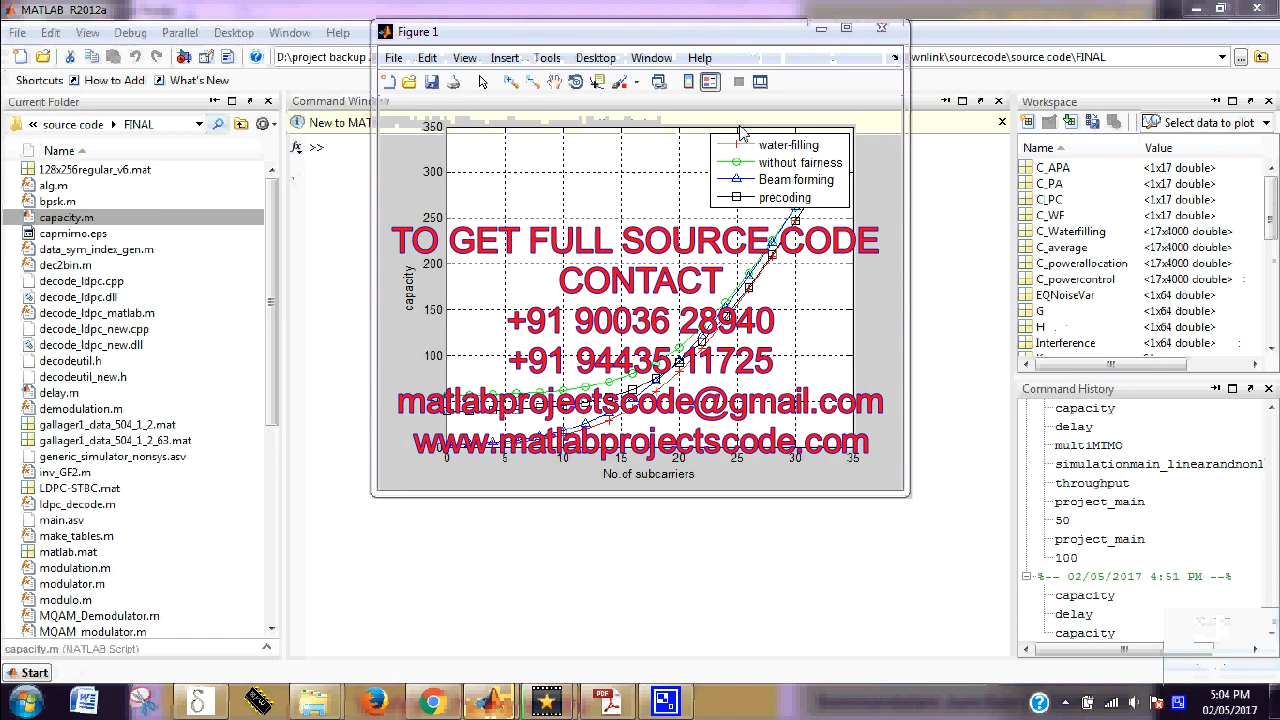 MATLAB R2012a
File Edit View Debug Parallel Desktop Window Help
D:\project backup
wnlink\sourcecode\source code\FINAL
Shortcuts How to Add What's New
Current Folder
« source code ▸ FINAL
Name
128x256regular_v6.mat
alg.m
bpsk.m
capacity.m
capmimo.eps
data_sym_index_gen.m
dec2bin.m
decode_ldpc.cpp
decode_ldpc.dll
decode_ldpc_matlab.m
decode_ldpc_new.cpp
decode_ldpc_new.dll
decodeutil.h
decodeutil_new.h
delay.m
demodulation.m
gallager1_data_504_1_2.mat
gallager1_data_504_1_2_63.mat
generic_simulator_nonsys.asv
inv_GF2.m
LDPC-STBC.mat
ldpc_decode.m
main.asv
make_tables.m
matlab.mat
modulation.m
modulator.m
modulo.m
MQAM_Demodulator.m
MQAM_modulator.m
capacity.m (MATLAB Script)
Start
Command Window
New to MAT
fx >>
Figure 1
File Edit View Insert Tools Desktop Window Help
350
300
250
200
150
100
0
0 5 10 15 20 25 30 35
capacity
No.of subcarriers
water-filling
without fairness
Beam forming
precoding
TO GET FULL SOURCE CODE
CONTACT
+91 90036 28940
+91 94435 11725
matlabprojectscode@gmail.com
www.matlabprojectscode.com
Workspace
Select data to plot
Name Value
C_APA <1x17 double>
C_PA <1x17 double>
C_PC <1x17 double>
C_WF <1x17 double>
C_Waterfilling <17x4000 double>
C_average <17x4000 double>
C_powerallocation <17x4000 double>
C_powercontrol <17x4000 double>
EQNoiseVar <1x64 double>
G <1x64 double>
H <1x64 double>
Interference <1x64 double>
Command History
capacity
delay
multiMIMO
simulationmain_linearandnonl
throughput
project_main
50
project_main
100
%-- 02/05/2017 4:51 PM --%
capacity
delay
capacity
PDF
5:04 PM
02/05/2017